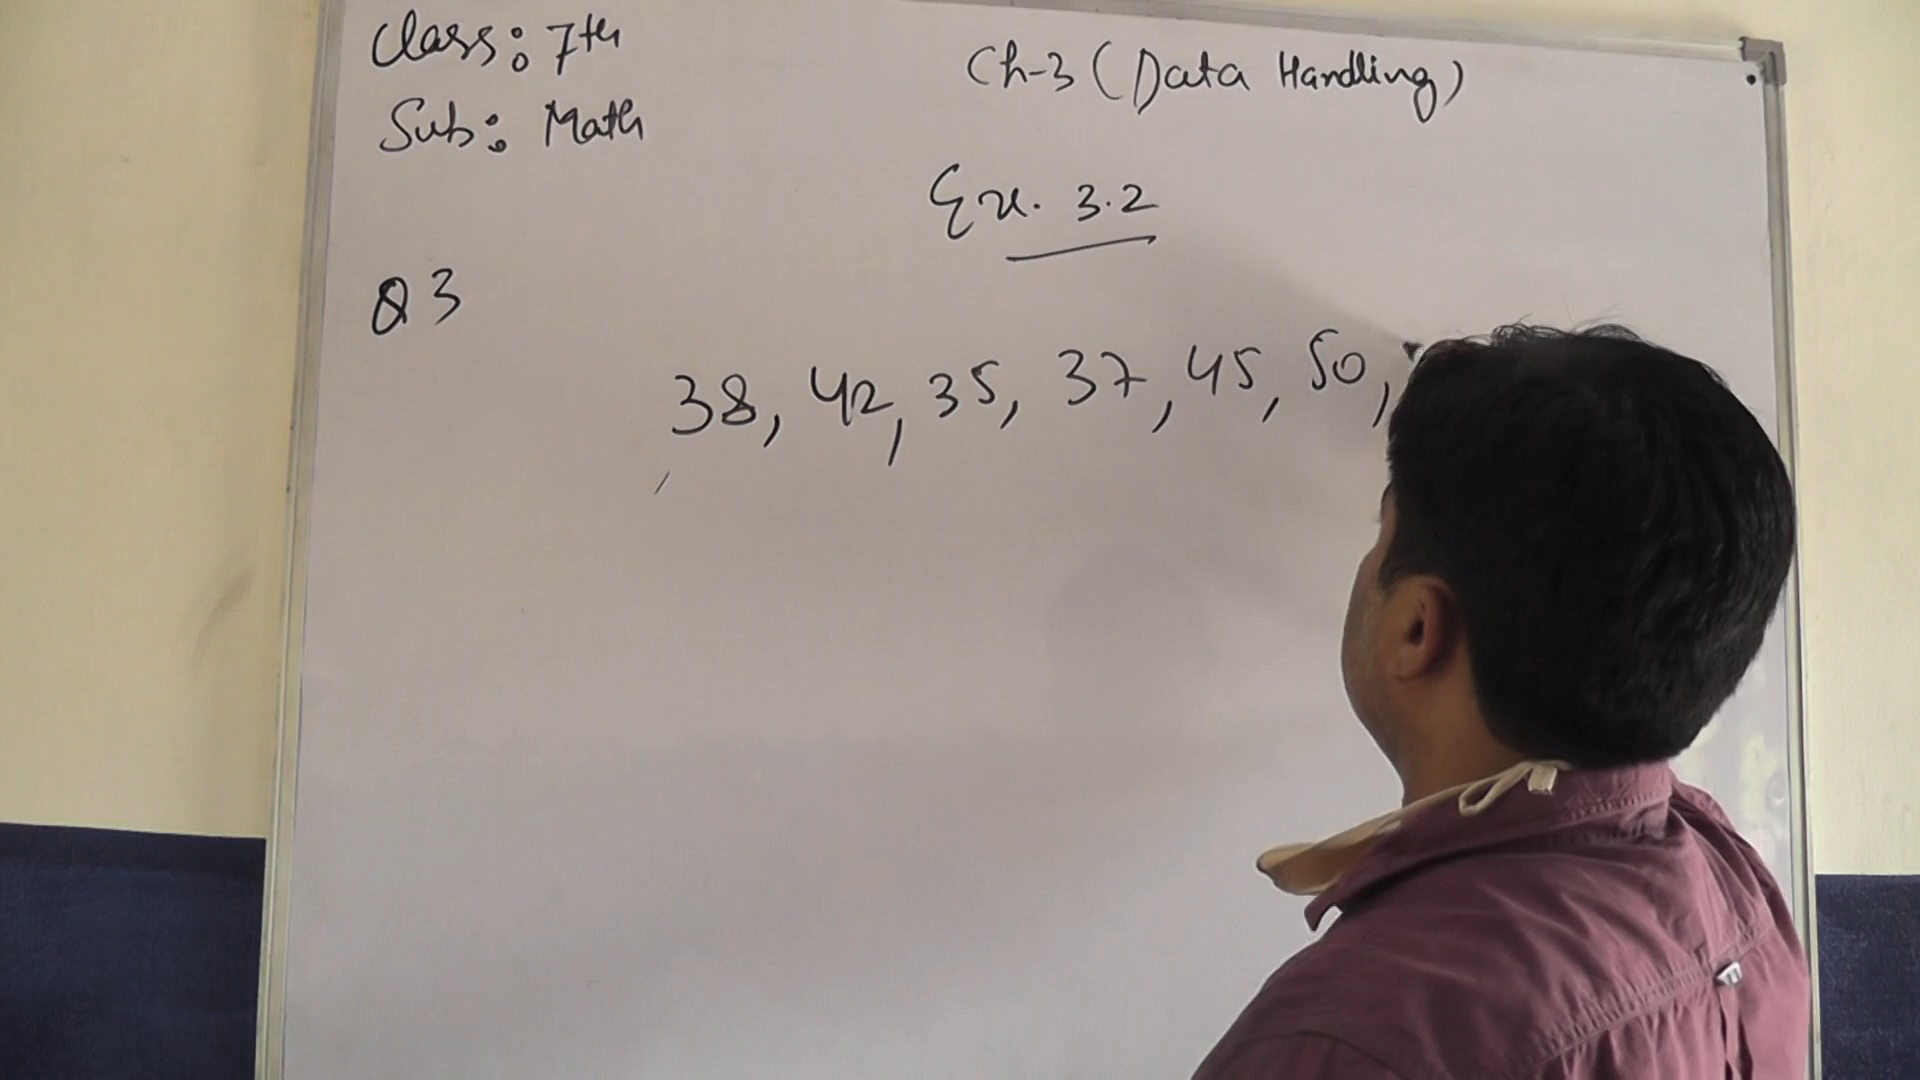 Class: 7th
Sub: Math
Ch-3 (Data Handling)
Ex. 3.2
Q3
38, 42, 35, 37, 45, 50,